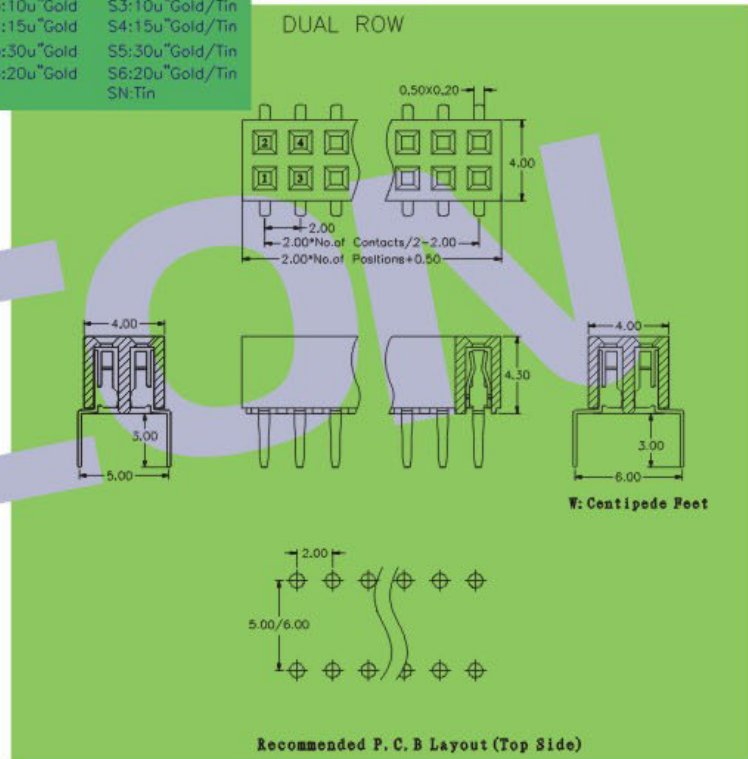 :10u"Gold S3:10u"Gold/Tin
:15u"Gold S4:15u"Gold/Tin
:30u"Gold S5:30u"Gold/Tin
:20u"Gold S6:20u"Gold/Tin
SN:Tin
DUAL ROW
0.50X0.20
2 4
1 3
4.00
2.00
2.00*No.of Contacts/2-2.00
2.00*No.of Positions+0.50
4.00
4.30
4.00
3.00
5.00
3.00
6.00
W:Centipede Feet
2.00
5.00/6.00
Recommended P.C.B Layout(Top Side)